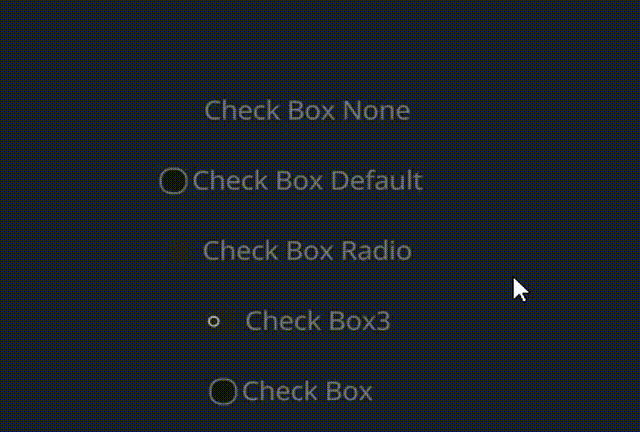 Check Box None
Check Box Default
Check Box Radio
Check Box3
Check Box